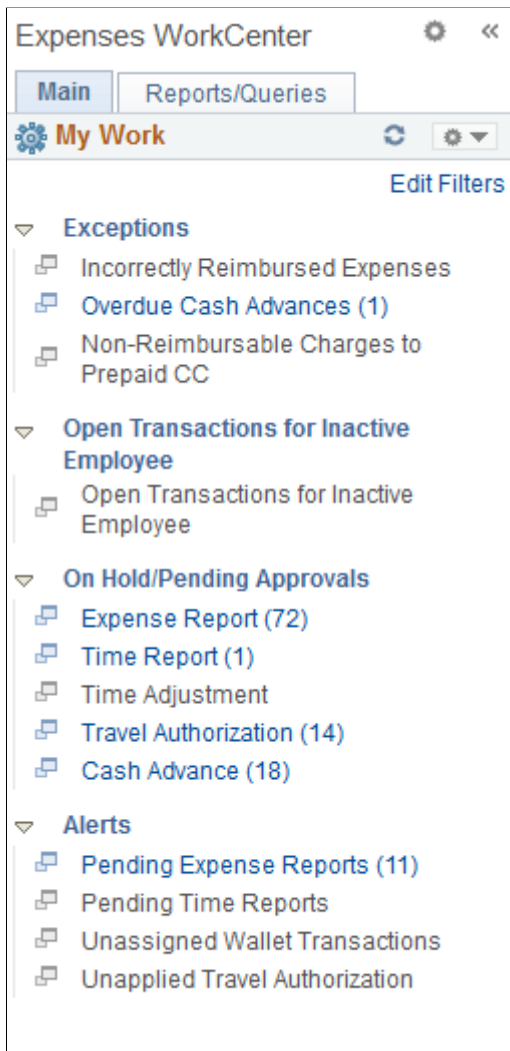 Expenses WorkCenter
Main
Reports/Queries
My Work
Edit Filters
Exceptions
Incorrectly Reimbursed Expenses
Overdue Cash Advances (1)
Non-Reimbursable Charges to
Prepaid CC
Open Transactions for Inactive
Employee
Open Transactions for Inactive
Employee
On Hold/Pending Approvals
Expense Report (72)
Time Report (1)
Time Adjustment
Travel Authorization (14)
Cash Advance (18)
Alerts
Pending Expense Reports (11)
Pending Time Reports
Unassigned Wallet Transactions
Unapplied Travel Authorization